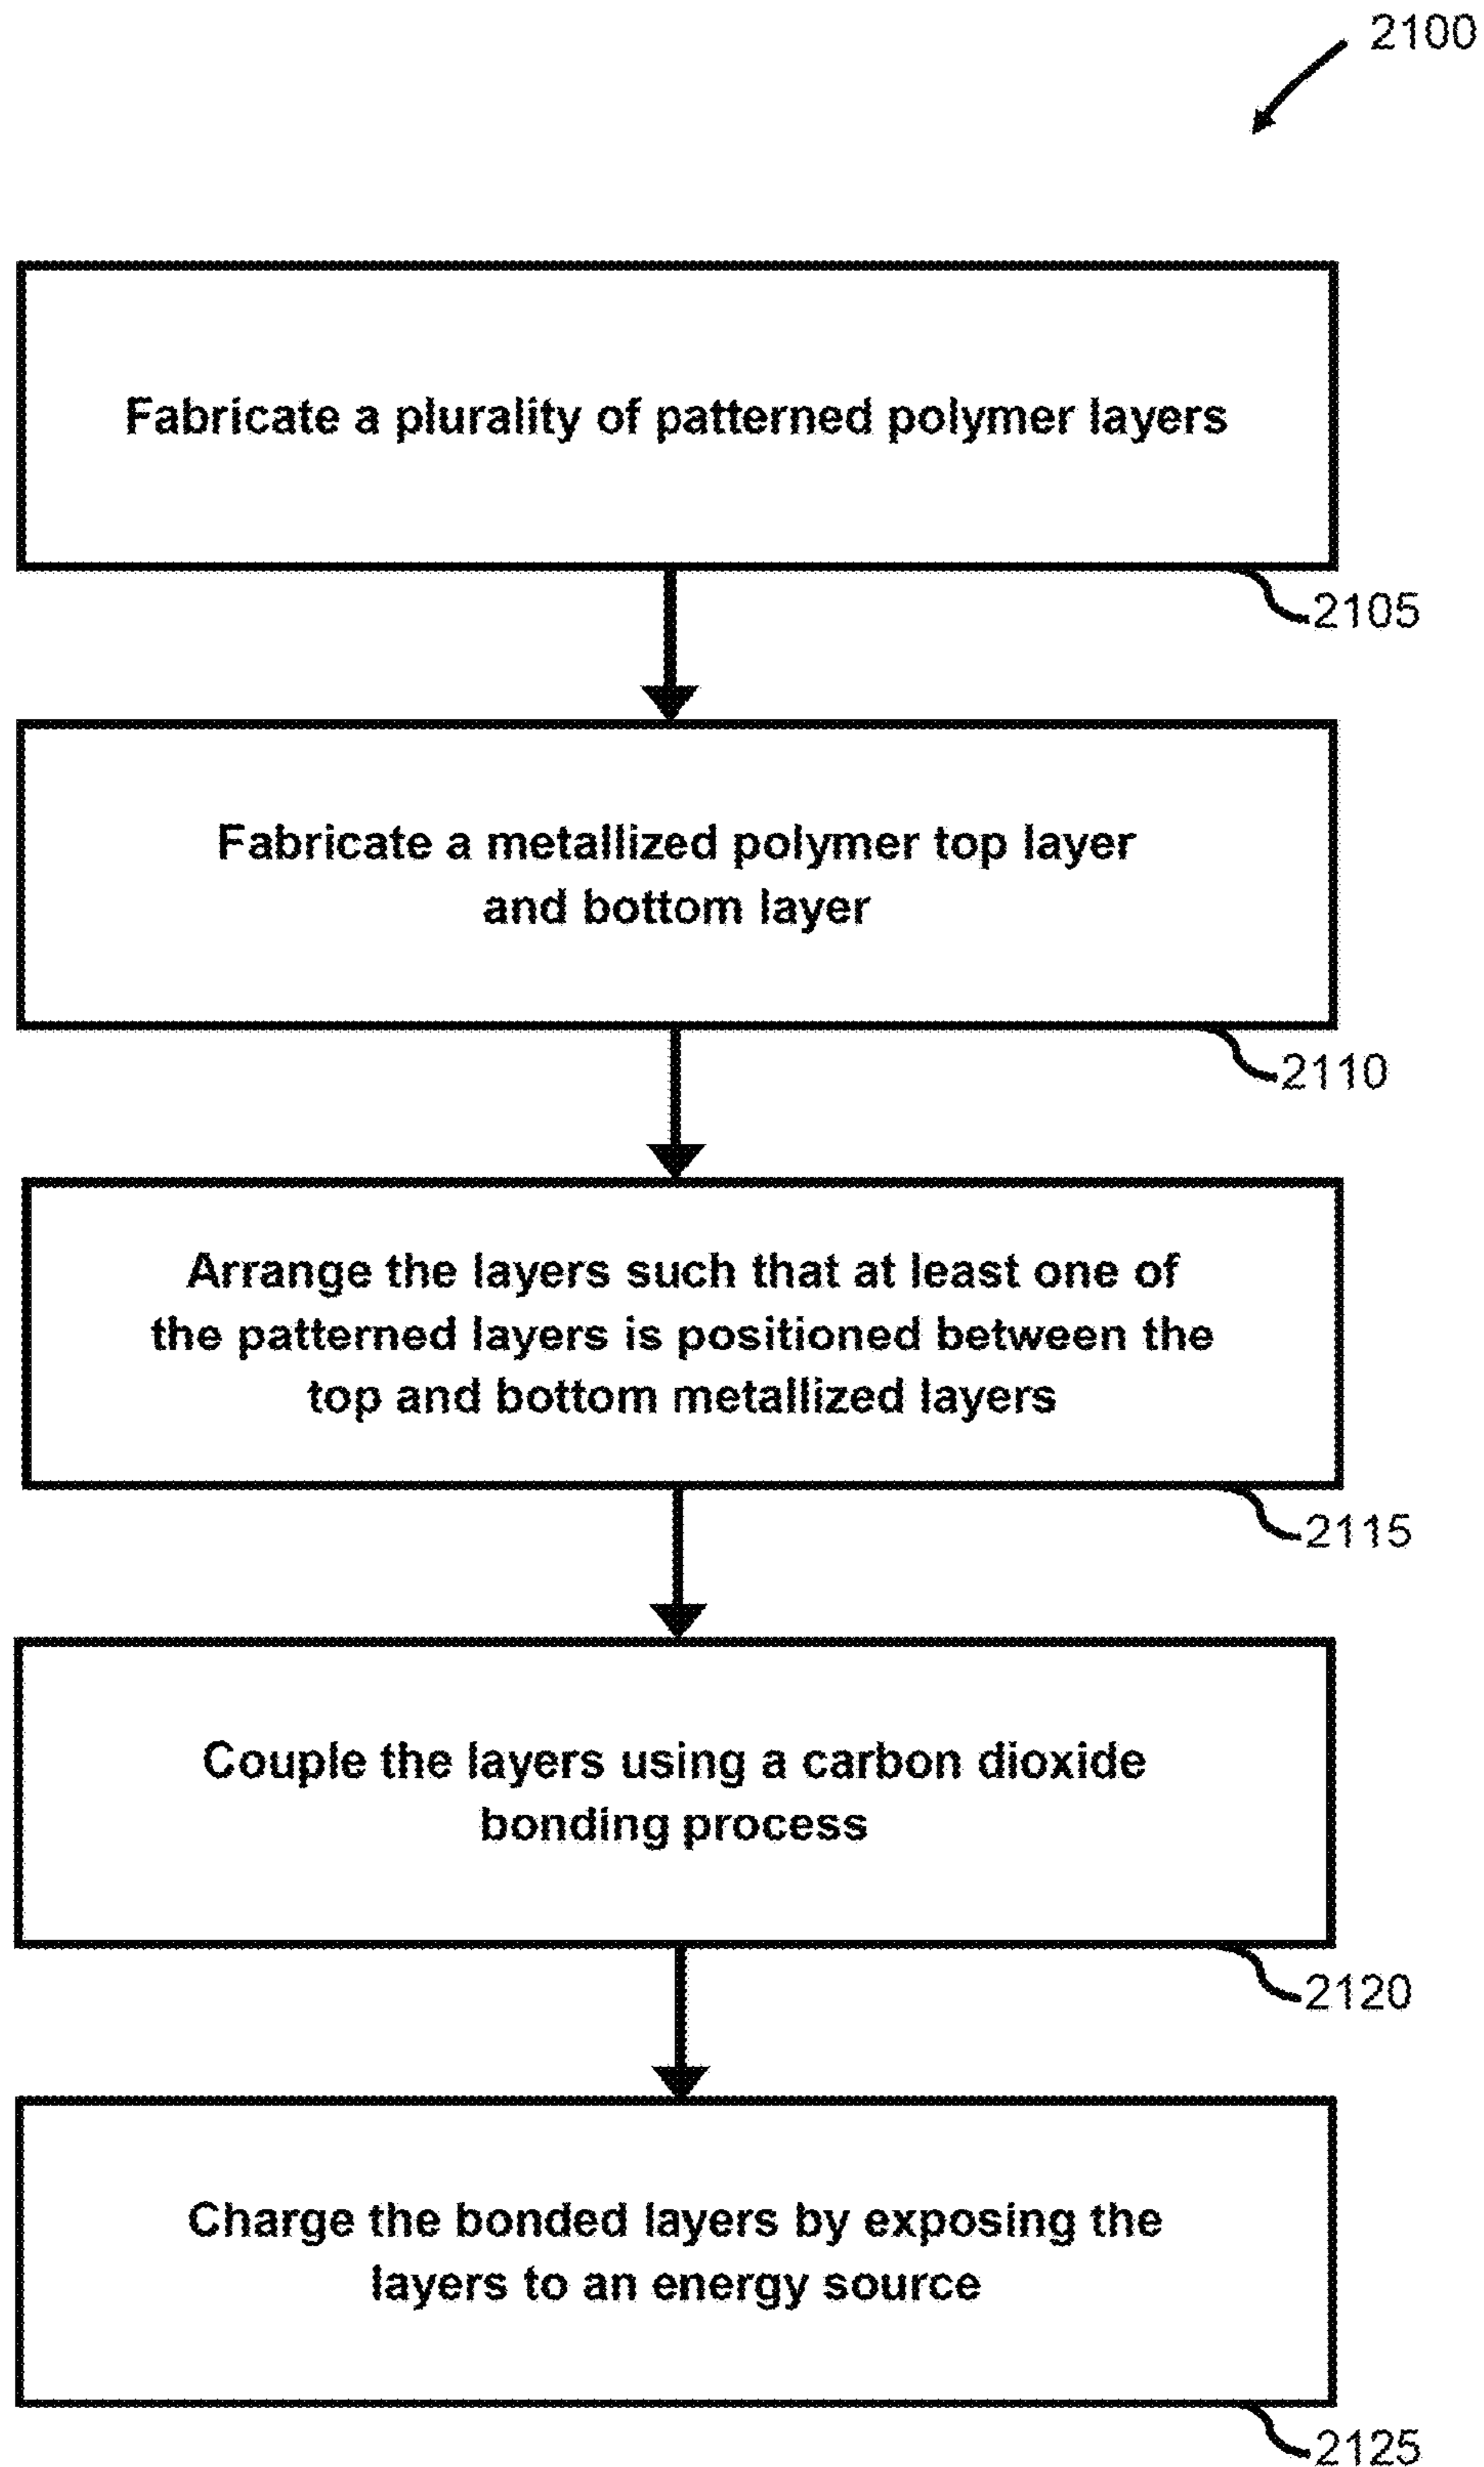 2100
Fabricate a plurality of patterned polymer layers
2105
Fabricate a metallized polymer top layer
and bottom layer
2110
Arrange the layers such that at least one of
the patterned layers is positioned between the
top and bottom metallized layers
2115
Couple the layers using a carbon dioxide
bonding process
2120
Charge the bonded layers by exposing the
layers to an energy source
2125